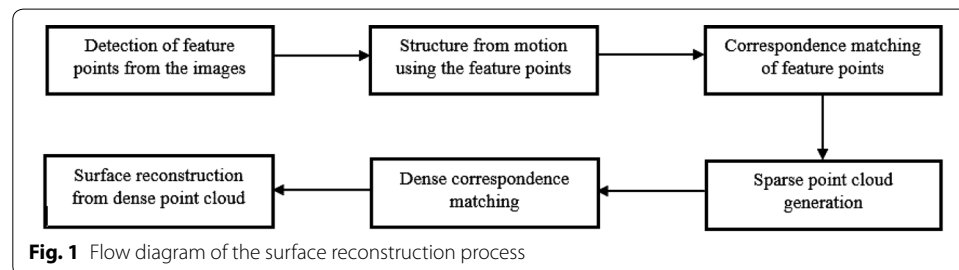 Detection of feature
points from the images
Structure from motion
using the feature points
Correspondence matching
of feature points
Sparse point cloud
generation
Dense correspondence
matching
Surface reconstruction
from dense point cloud
Fig. 1 Flow diagram of the surface reconstruction process